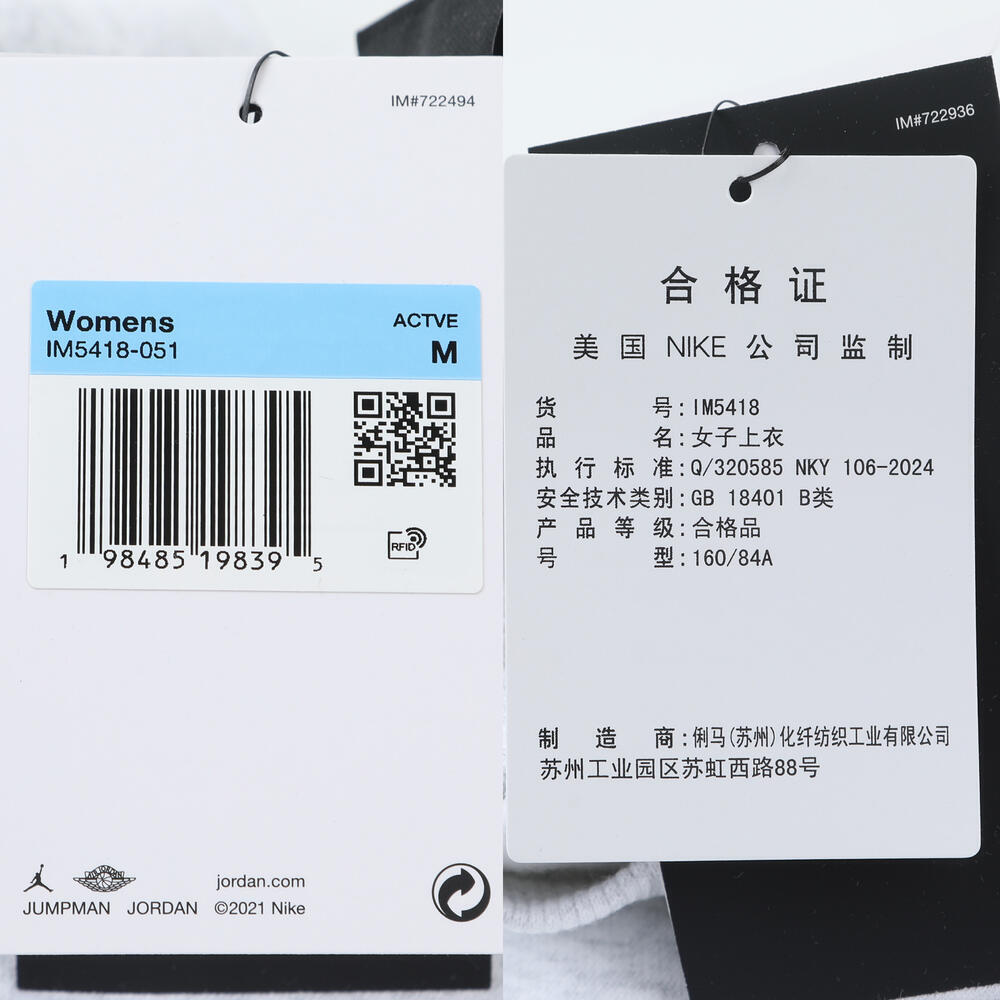 IM#722494
Womens
ACTVE
IM5418-051
M
1 98485 19839 5
RFID
JUMPMAN JORDAN
jordan.com
©2021 Nike
IM#722936
合格证
美国 NIKE 公司监制
货号:IM5418
品名:女子上衣
执行标准:Q/320585 NKY 106-2024
安全技术类别:GB 18401 B类
产品等级:合格品
号型:160/84A
制造商:俐马(苏州)化纤纺织工业有限公司
苏州工业园区苏虹西路88号